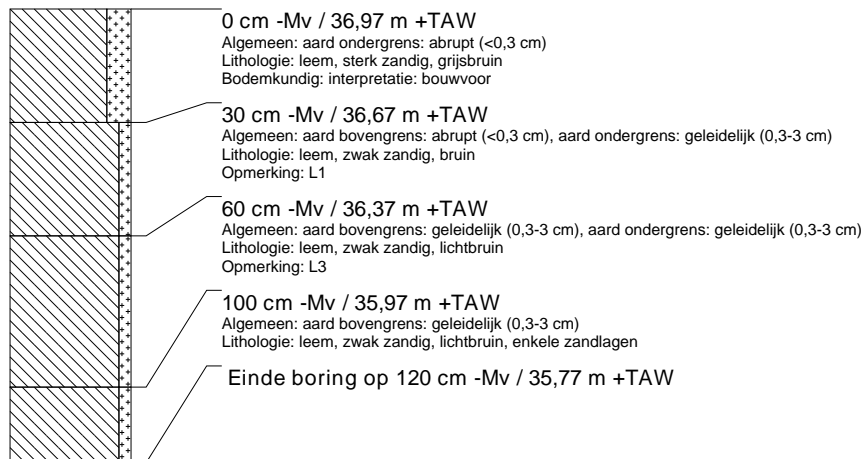 0 cm -Mv / 36,97 m +TAW
Algemeen: aard ondergrens: abrupt (<0,3 cm)
Lithologie: leem, sterk zandig, grijsbruin
Bodemkundig: interpretatie: bouwvoor
30 cm -Mv / 36,67 m +TAW
Algemeen: aard bovengrens: abrupt (<0,3 cm), aard ondergrens: geleidelijk (0,3-3 cm)
Lithologie: leem, zwak zandig, bruin
Opmerking: L1
60 cm -Mv / 36,37 m +TAW
Algemeen: aard bovengrens: geleidelijk (0,3-3 cm), aard ondergrens: geleidelijk (0,3-3 cm)
Lithologie: leem, zwak zandig, lichtbruin
Opmerking: L3
100 cm -Mv / 35,97 m +TAW
Algemeen: aard bovengrens: geleidelijk (0,3-3 cm)
Lithologie: leem, zwak zandig, lichtbruin, enkele zandlagen
Einde boring op 120 cm -Mv / 35,77 m +TAW